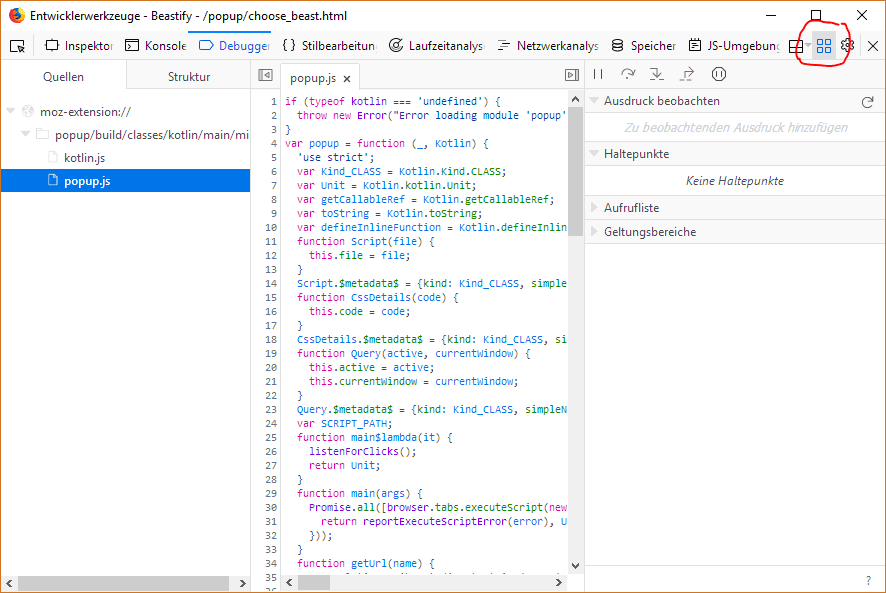 Entwicklerwerkzeuge - Beastify - /popup/choose_beast.html
Inspektor Konsole Debugger Stilbearbeitun Laufzeitanalys Netzwerkanalys Speicher JS-Umgebung
Quellen Struktur popup.js
moz-extension://
popup/build/classes/kotlin/main/mi
kotlin.js
popup.js
1 if (typeof kotlin === 'undefined') {
2 throw new Error("Error loading module 'popup'
3 }
4 var popup = function (_, Kotlin) {
5 'use strict';
6 var Kind_CLASS = Kotlin.Kind.CLASS;
7 var Unit = Kotlin.kotlin.Unit;
8 var getCallableRef = Kotlin.getCallableRef;
9 var toString = Kotlin.toString;
10 var defineInlineFunction = Kotlin.defineInlin
11 function Script(file) {
12 this.file = file;
13 }
14 Script.$metadata$ = {kind: Kind_CLASS, simple
15 function CssDetails(code) {
16 this.code = code;
17 }
18 CssDetails.$metadata$ = {kind: Kind_CLASS, si
19 function Query(active, currentWindow) {
20 this.active = active;
21 this.currentWindow = currentWindow;
22 }
23 Query.$metadata$ = {kind: Kind_CLASS, simpleN
24 var SCRIPT_PATH;
25 function main$lambda(it) {
26 listenForClicks();
27 return Unit;
28 }
29 function main(args) {
30 Promise.all([browser.tabs.executeScript(new
31 return reportExecuteScriptError(error), U
32 }));
33 }
34 function getUrl(name) {
35
Ausdruck beobachten
Zu beobachtenden Ausdruck hinzufügen
Haltepunkte
Keine Haltepunkte
Aufrufliste
Geltungsbereiche
?